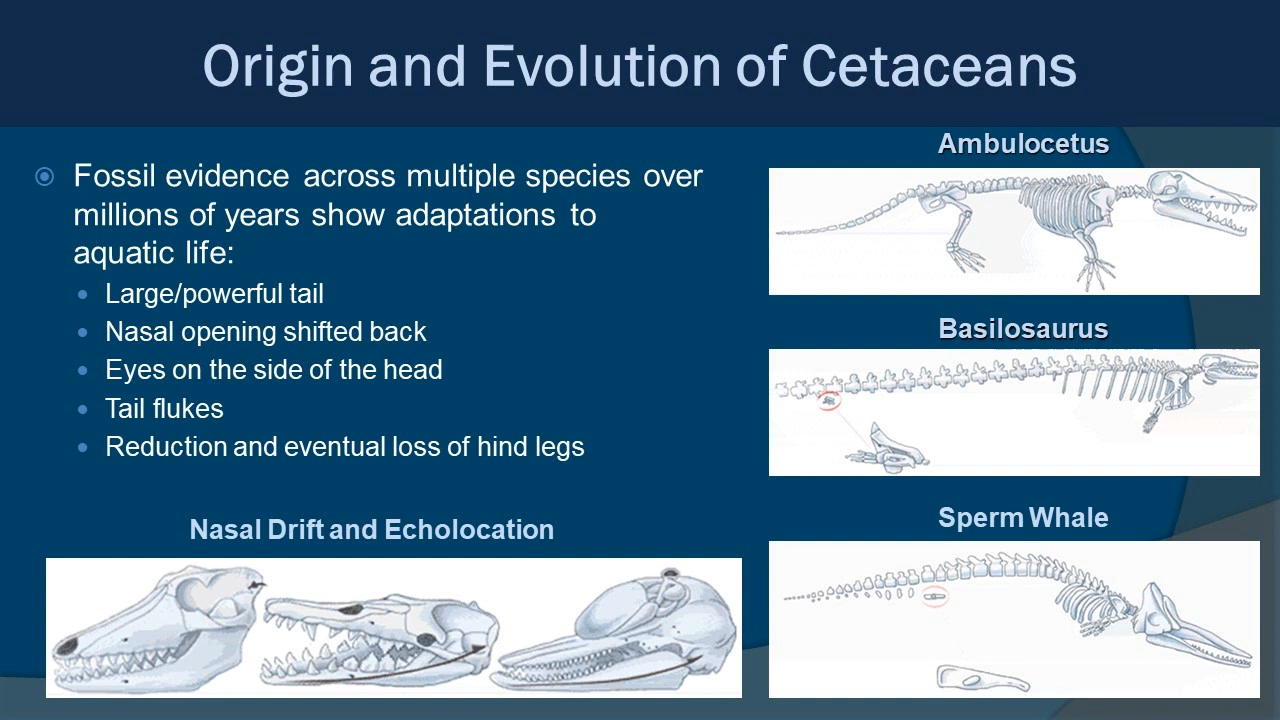 Origin and Evolution of Cetaceans
Fossil evidence across multiple species over
millions of years show adaptations to
aquatic life:
Large/powerful tail
Nasal opening shifted back
Eyes on the side of the head
Tail flukes
Reduction and eventual loss of hind legs
Nasal Drift and Echolocation
Ambulocetus
Basilosaurus
Sperm Whale